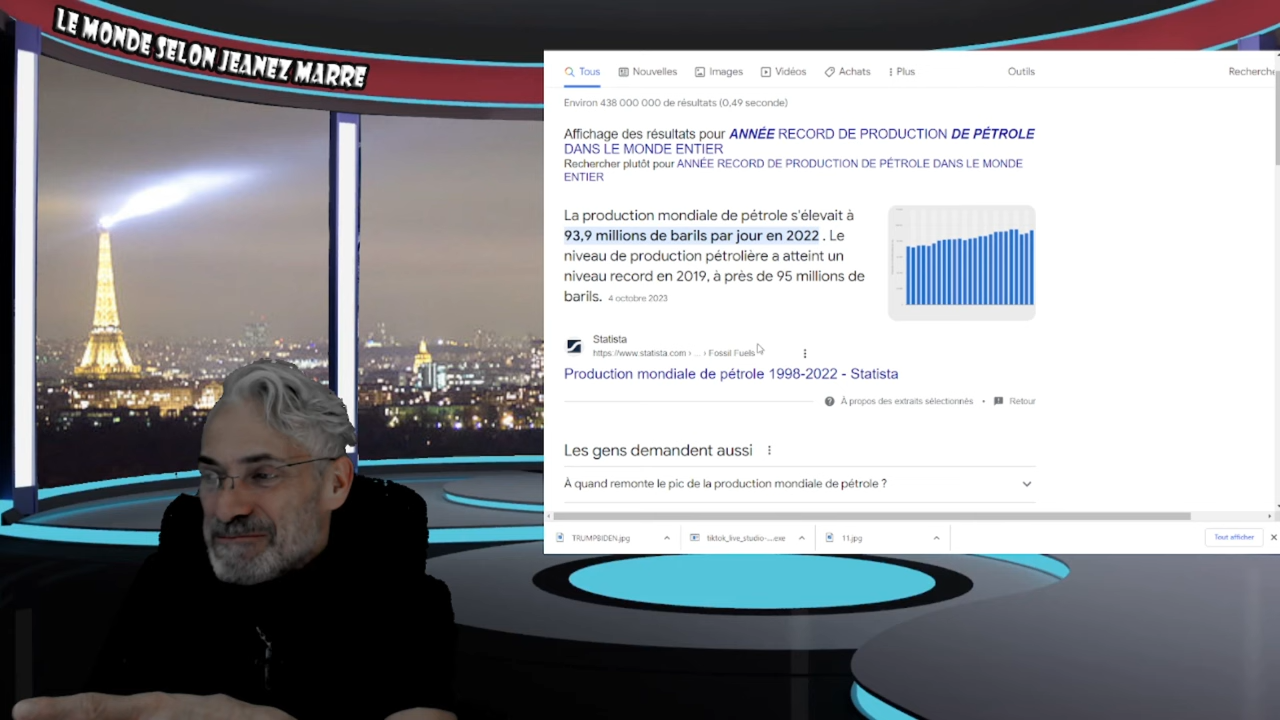 LE MONDE SELON JEANEZ MARRE
Tous Nouvelles Images Vidéos Achats Plus Outils Recherche
Environ 438 000 000 de résultats (0,49 seconde)
Affichage des résultats pour ANNÉE RECORD DE PRODUCTION DE PÉTROLE
DANS LE MONDE ENTIER
Rechercher plutôt pour ANNÉE RECORD DE PRODUCTION DE PÉTROLE DANS LE MONDE
ENTIER
La production mondiale de pétrole s'élevait à
93,9 millions de barils par jour en 2022 . Le
niveau de production pétrolière a atteint un
niveau record en 2019, à près de 95 millions de
barils. 4 octobre 2023
Statista
https://www.statista.com › ... › Fossil Fuels
Production mondiale de pétrole 1998-2022 - Statista
À propos des extraits sélectionnés • Retour
Les gens demandent aussi
À quand remonte le pic de la production mondiale de pétrole ?
TRUMPBIDEN.jpg tiktok_live_studio-...exe 11.jpg Tout afficher